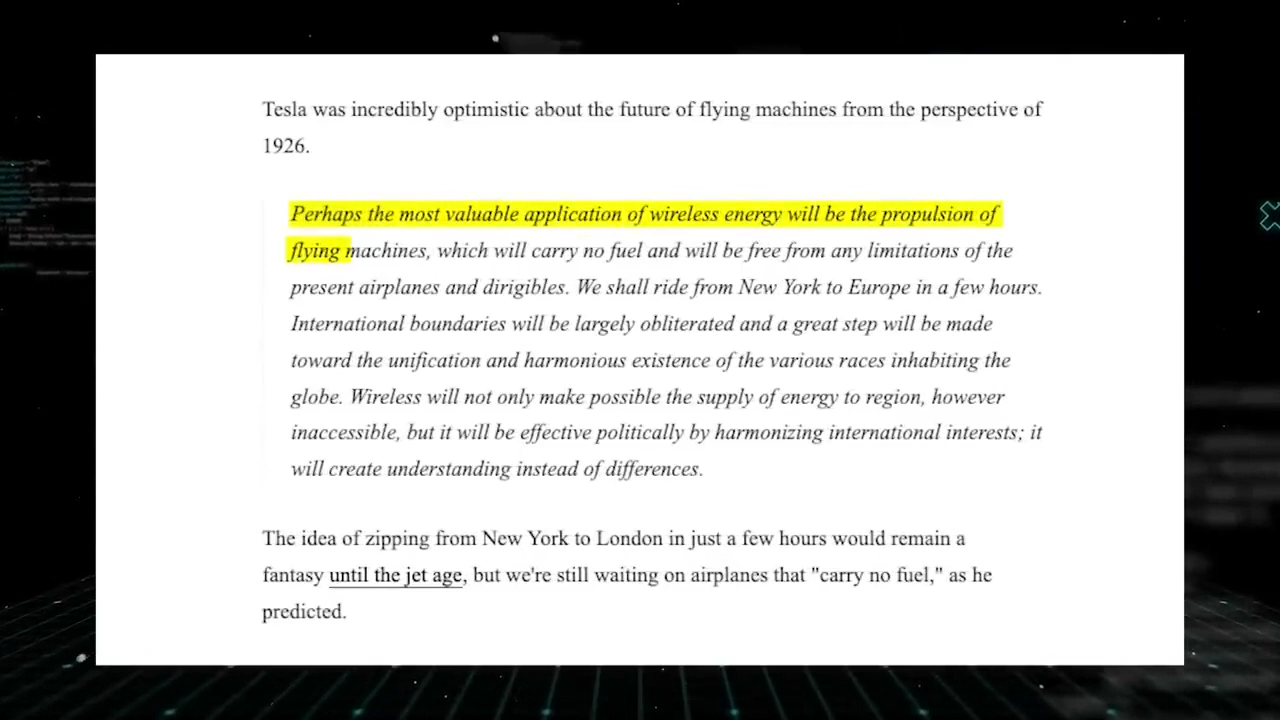 Tesla was incredibly optimistic about the future of flying machines from the perspective of
1926.
Perhaps the most valuable application of wireless energy will be the propulsion of
flying machines, which will carry no fuel and will be free from any limitations of the
present airplanes and dirigibles. We shall ride from New York to Europe in a few hours.
International boundaries will be largely obliterated and a great step will be made
toward the unification and harmonious existence of the various races inhabiting the
globe. Wireless will not only make possible the supply of energy to region, however
inaccessible, but it will be effective politically by harmonizing international interests; it
will create understanding instead of differences.
The idea of zipping from New York to London in just a few hours would remain a
fantasy until the jet age, but we're still waiting on airplanes that "carry no fuel," as he
predicted.